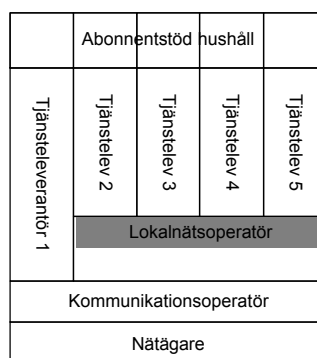 Abonnentstöd hushåll
Tjänsteleverantör 1
Tjänstelev 2
Tjänstelev 3
Tjänstelev 4
Tjänstelev 5
Lokalnätsoperatör
Kommunikationsoperatör
Nätägare